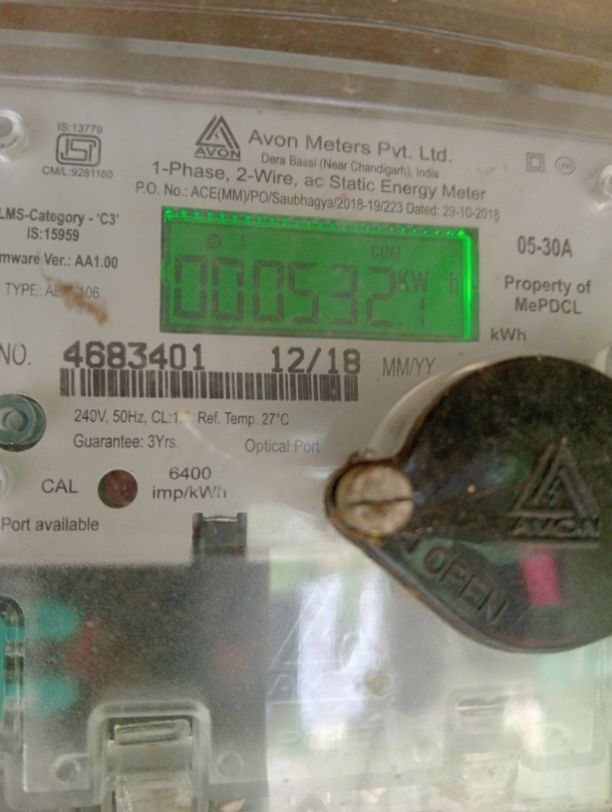 IS:13779
CM/L:9281180
AVON
Avon Meters Pvt. Ltd.
Dera Bassi (Near Chandigarh), India
1-Phase, 2-Wire, ac Static Energy Meter
P.O. No.: ACE(MM)/PO/Saubhagya/2018-19/223 Dated: 29-10-2018
LMS-Category - 'C3'
IS:15959
mware Ver.: AA1.00
TYPE:
106
CUM
000532.1 KW h
05-30A
Property of
MePDCL
kWh
NO. 4683401 12/18 MM/YY
240V, 50Hz, Ref. Temp. 27°C
Guarantee: 3Yrs. Optical Port
CAL 6400
imp/kWh
Port available
AVON
OPEN